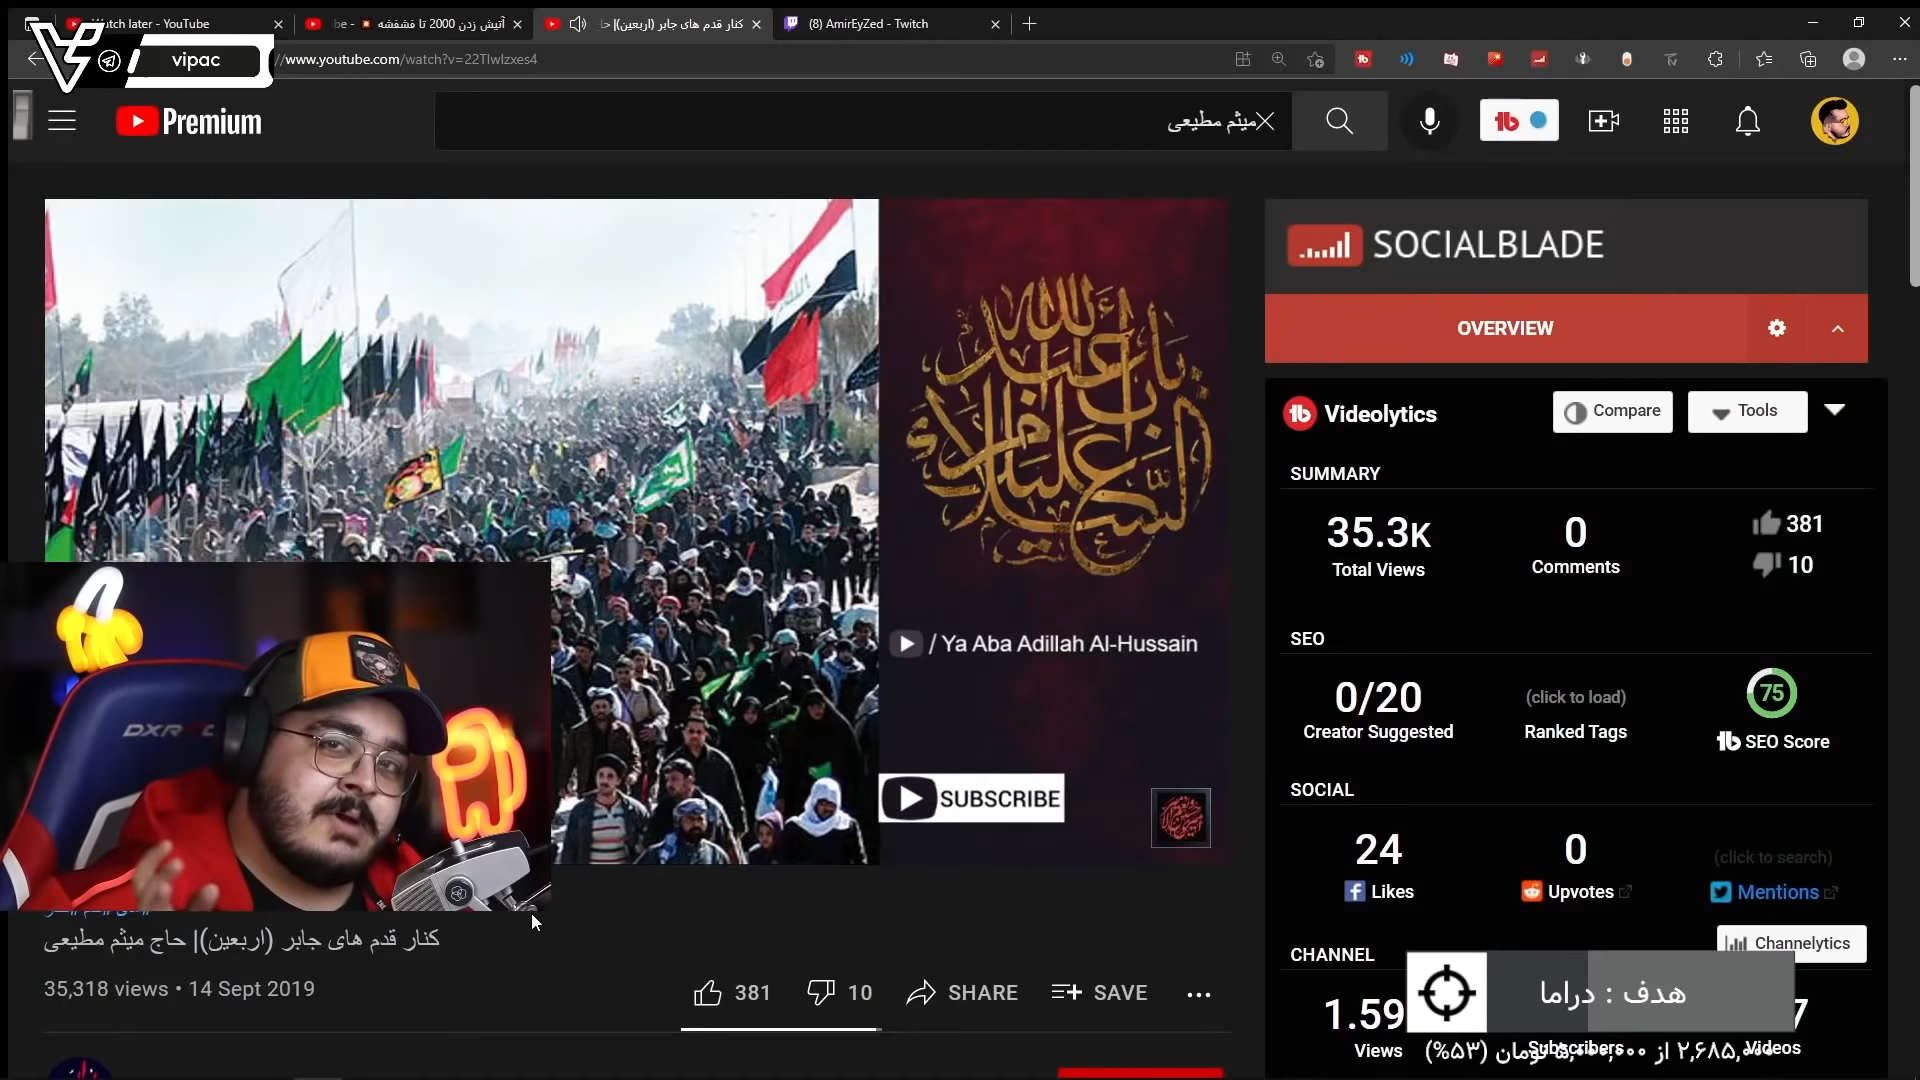 Watch later - YouTube
آتیش زدن 2000 تا فشفشه
کنار قدم های جابر (اربعین)|
(8) AmirEyZed - Twitch
vipac
//www.youtube.com/watch?v=22TIwIzxes4
Premium
میثم مطیعی
SOCIALBLADE
OVERVIEW
Videolytics
Compare
Tools
SUMMARY
35.3K
Total Views
0
Comments
381
10
SEO
0/20
Creator Suggested
(click to load)
Ranked Tags
75
SEO Score
SOCIAL
24
Likes
0
Upvotes
(click to search)
Mentions
CHANNEL
Channelytics
1.59
Views
Subscribers
Videos
/ Ya Aba Adillah Al-Hussain
SUBSCRIBE
DXR
کنار قدم های جابر (اربعین)| حاج میثم مطیعی
35,318 views • 14 Sept 2019
381
10
SHARE
SAVE
هدف : دراما